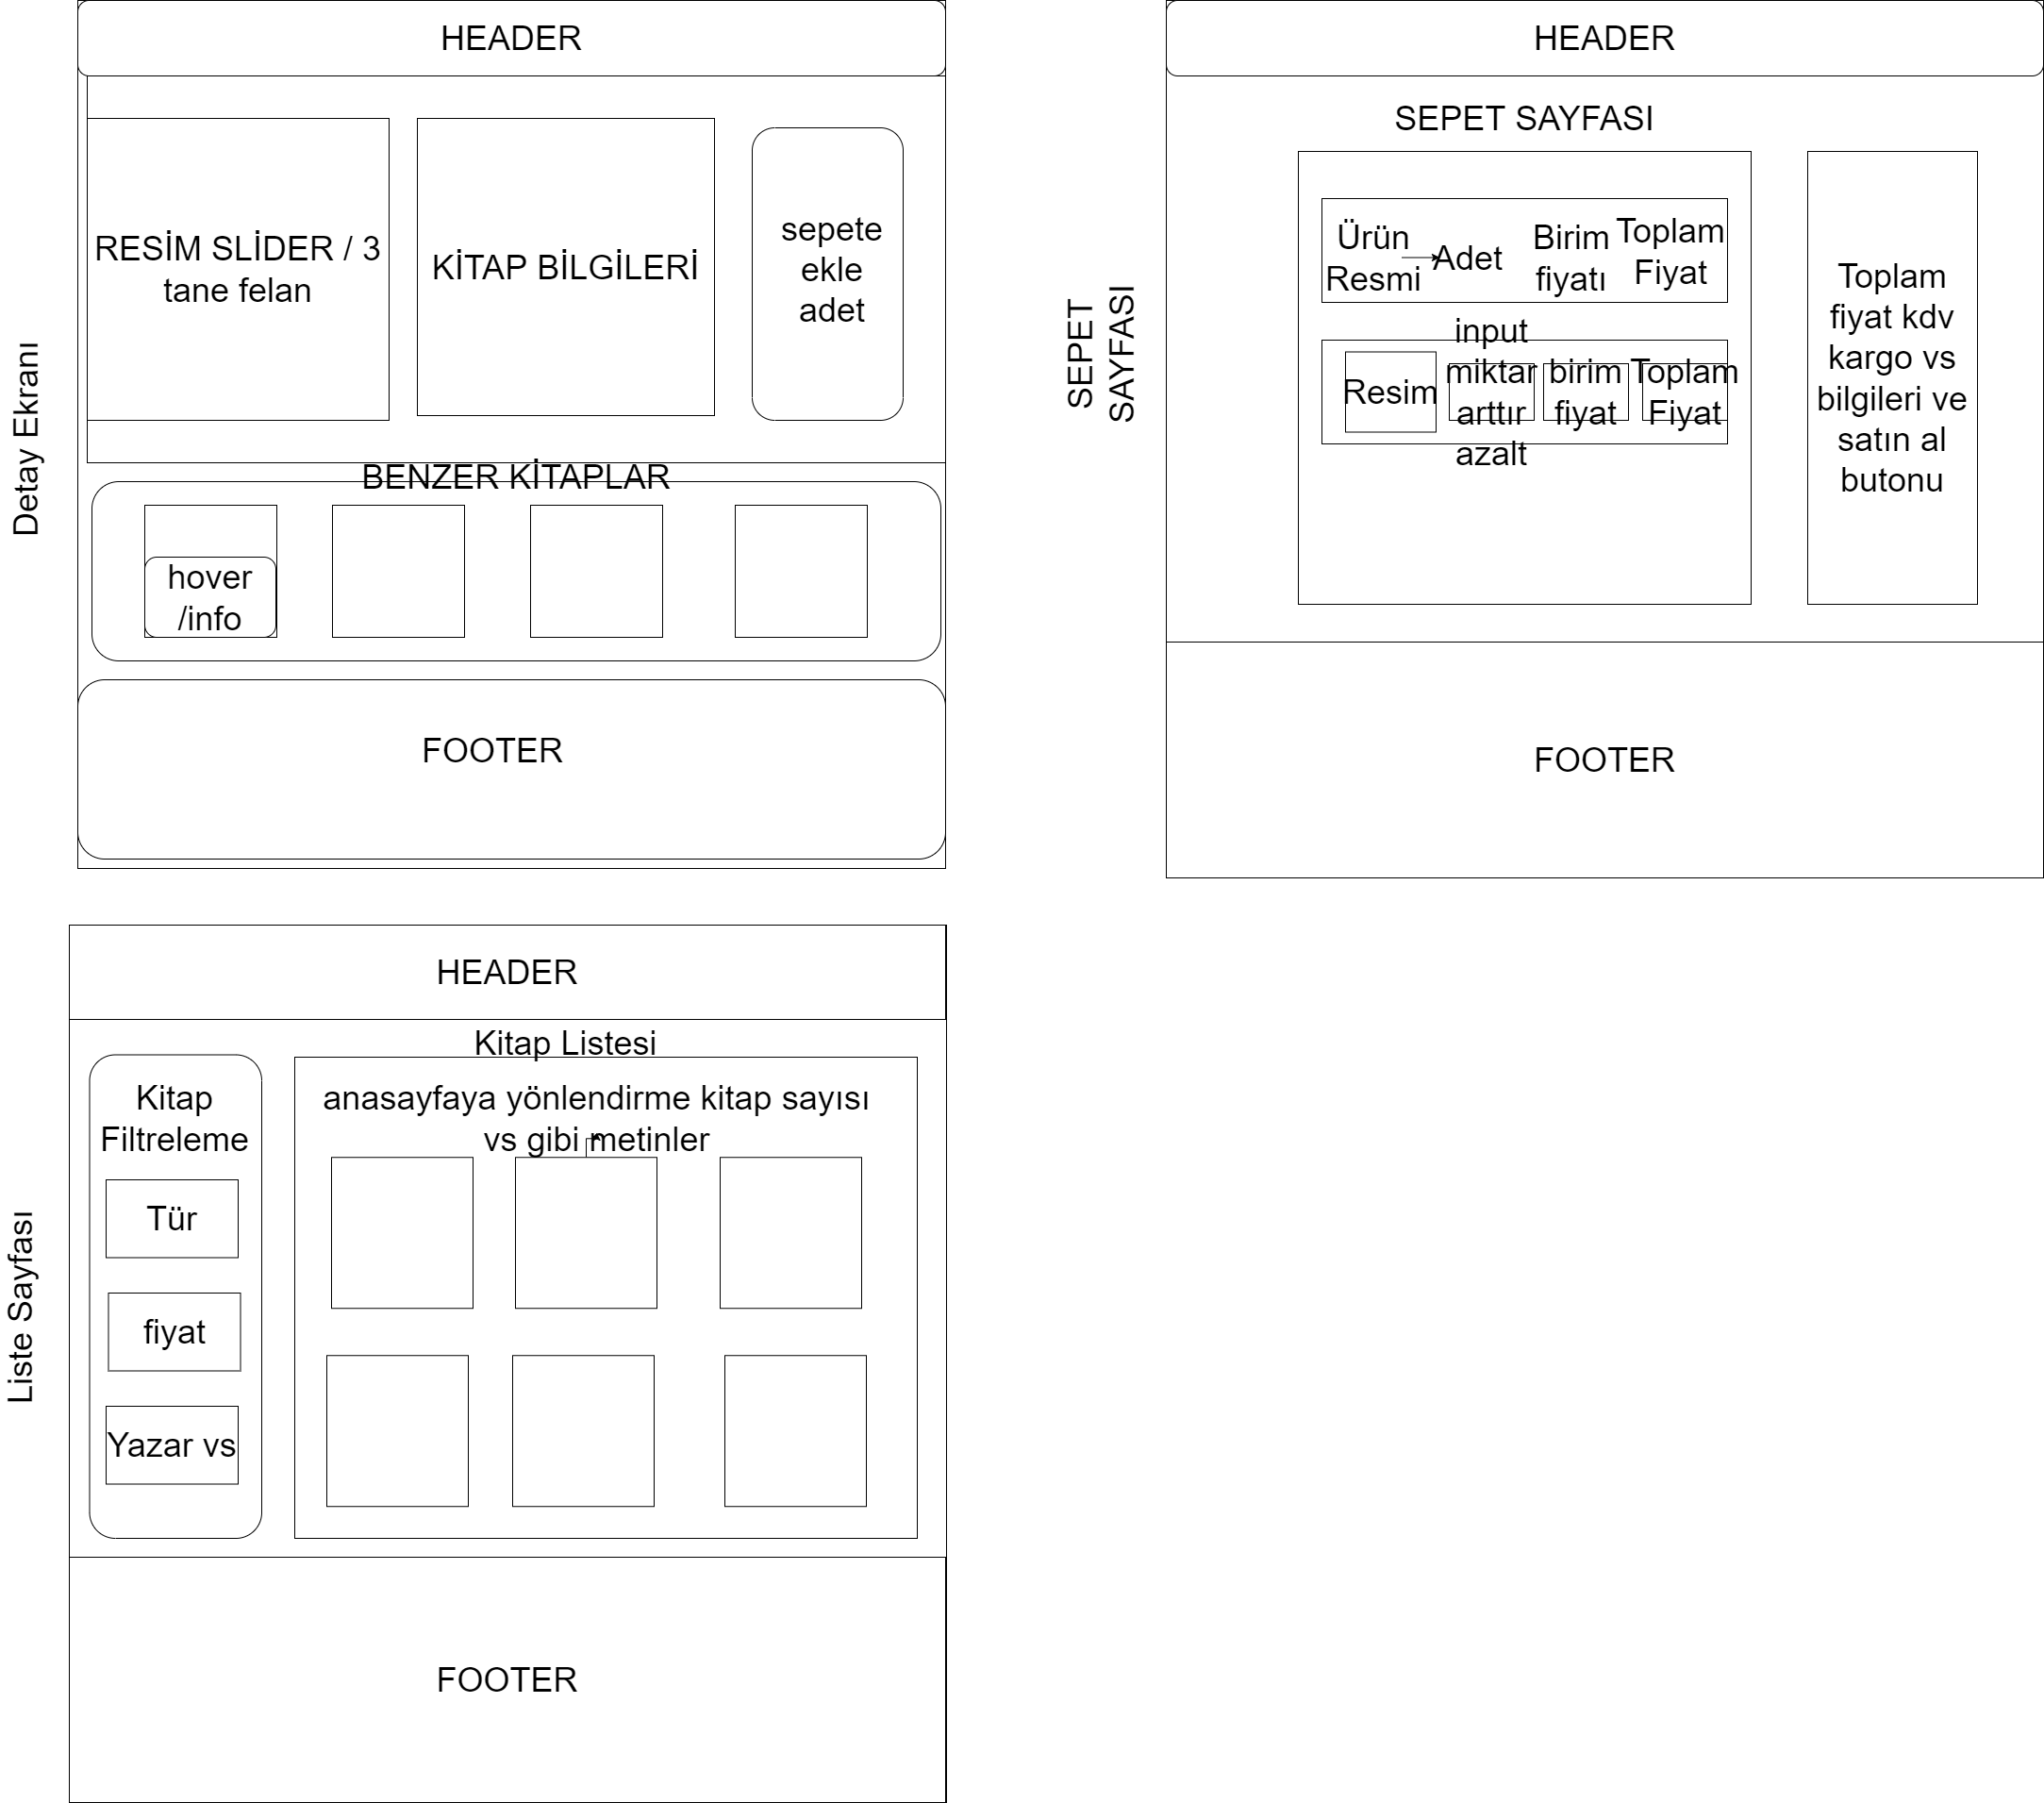 Detay Ekranı
HEADER
RESİM SLİDER / 3
tane felan
KİTAP BİLGİLERİ
sepete
ekle
adet
BENZER KİTAPLAR
hover
/info
FOOTER
SEPET
SAYFASI
HEADER
SEPET SAYFASI
Ürün
Resmi
Adet
Birim
fiyatı
Toplam
Fiyat
Resim
input
miktar
arttır
azalt
birim
fiyat
Toplam
Fiyat
Toplam
fiyat kdv
kargo vs
bilgileri ve
satın al
butonu
FOOTER
Liste Sayfası
HEADER
Kitap Listesi
Kitap
Filtreleme
Tür
fiyat
Yazar vs
anasayfaya yönlendirme kitap sayısı
vs gibi metinler
FOOTER